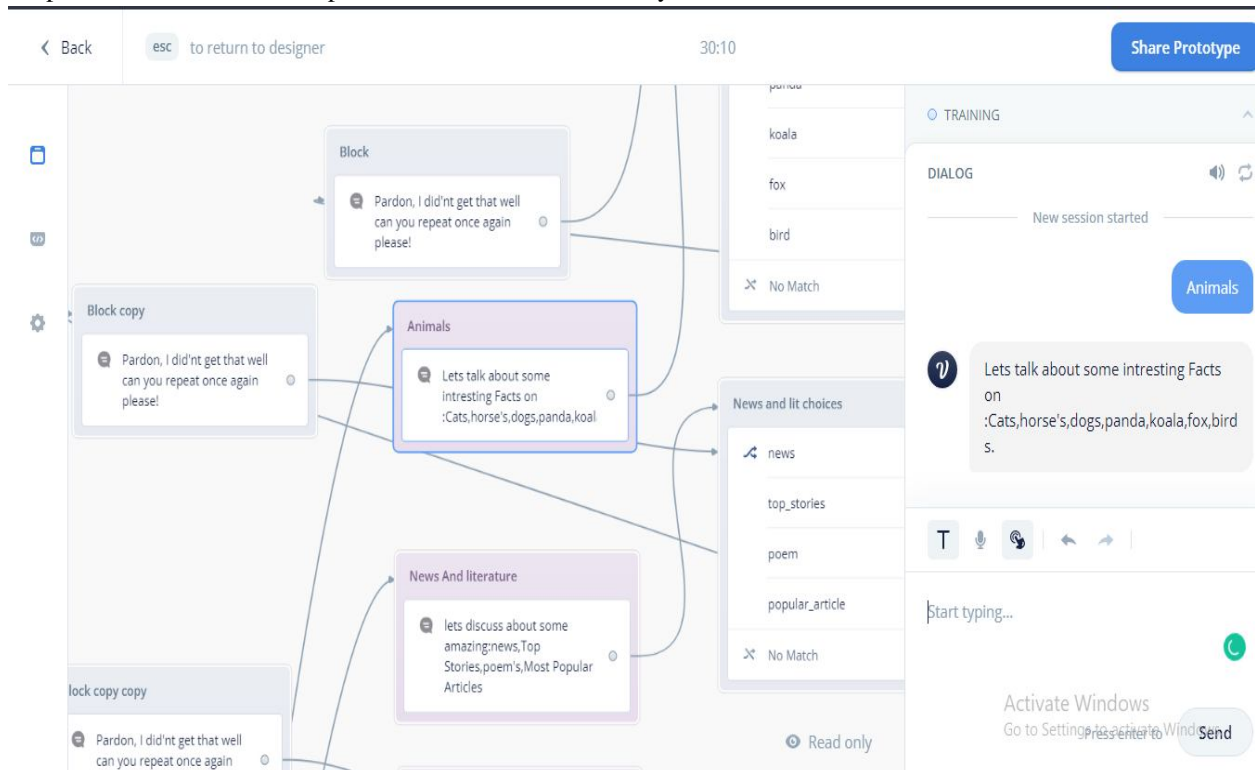 Back
esc to return to designer
30:10
Share Prototype
Block
Pardon, I did'nt get that well
can you repeat once again
please!
Block copy
Pardon, I did'nt get that well
can you repeat once again
please!
Animals
Lets talk about some
intresting Facts on
:Cats,horse's,dogs,panda,koal
News And literature
lets discuss about some
amazing:news,Top
Stories,poem's,Most Popular
Articles
lock copy copy
Pardon, I did'nt get that well
can you repeat once again
panda
koala
fox
bird
No Match
News and lit choices
news
top_stories
poem
popular_article
No Match
Read only
TRAINING
DIALOG
New session started
Animals
Lets talk about some intresting Facts
on
:Cats,horse's,dogs,panda,koala,fox,bird
s.
T
Start typing...
Activate Windows
Go to Settings to activate Windows
Press enter to
Send